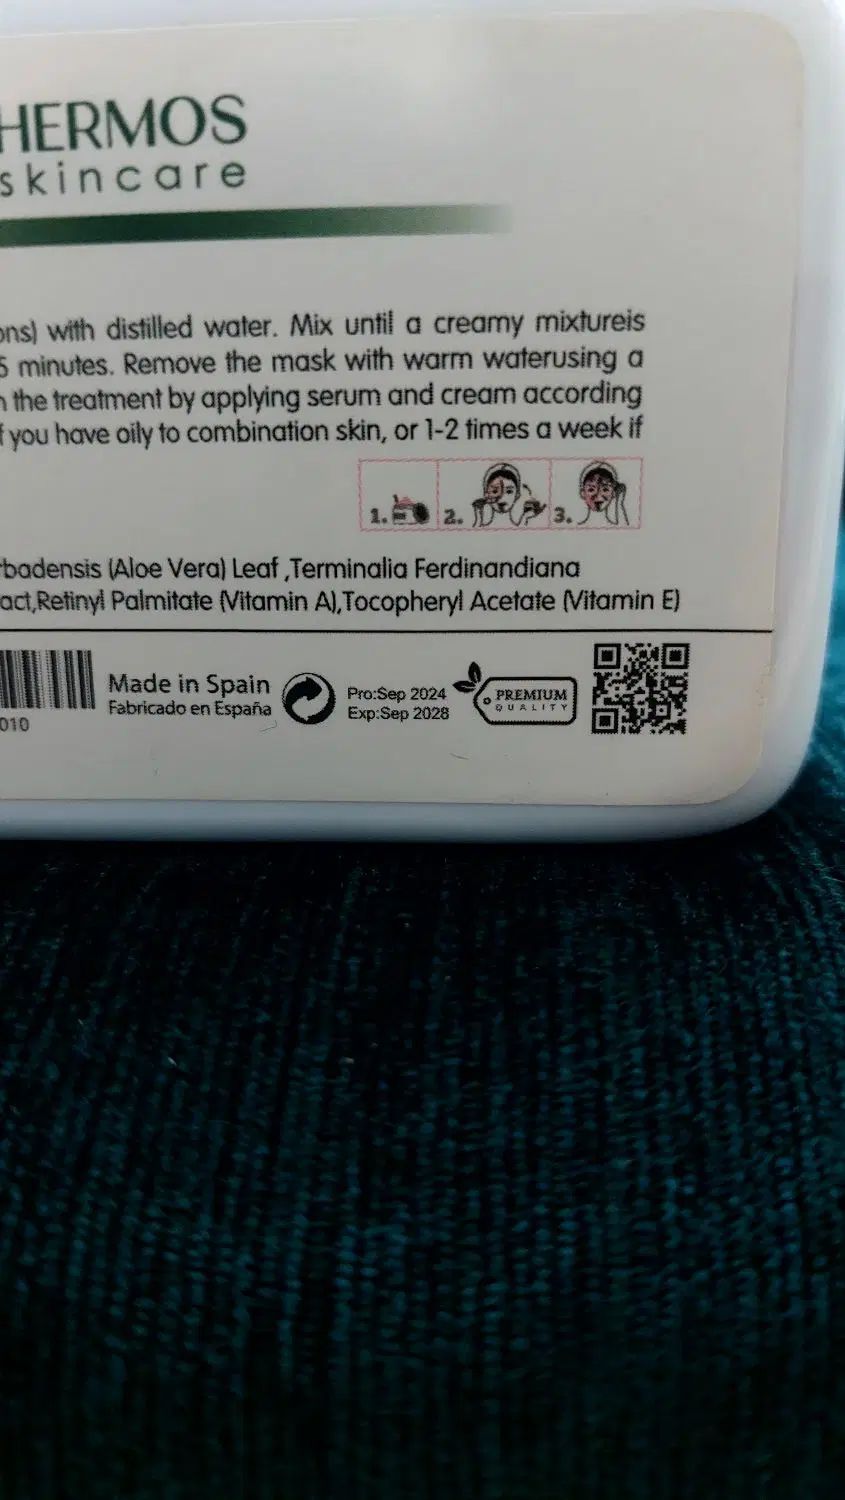 HERMOS
skincare
ons) with distilled water. Mix until a creamy mixtureis
5 minutes. Remove the mask with warm waterusing a
n the treatment by applying serum and cream according
f you have oily to combination skin, or 1-2 times a week if
1. 2. 3.
rbadensis (Aloe Vera) Leaf ,Terminalia Ferdinandiana
act,Retinyl Palmitate (Vitamin A),Tocopheryl Acetate (Vitamin E)
Made in Spain
Fabricado en España
010
Pro:Sep 2024
Exp:Sep 2028
PREMIUM
QUALITY